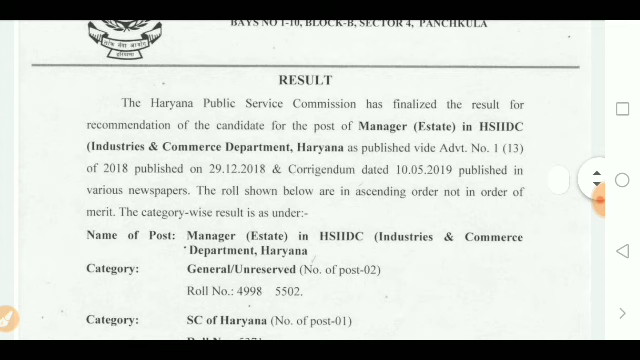 BAYS NO 1-10, BLOCK-B, SECTOR 4, PANCHKULA
RESULT
The Haryana Public Service Commission has finalized the result for
recommendation of the candidate for the post of Manager (Estate) in HSIIDC
(Industries & Commerce Department, Haryana as published vide Advt. No. 1 (13)
of 2018 published on 29.12.2018 & Corrigendum dated 10.05.2019 published in
various newspapers. The roll shown below are in ascending order not in order of
merit. The category-wise result is as under:-
Name of Post: Manager (Estate) in HSIIDC (Industries & Commerce
Department, Haryana
Category: General/Unreserved (No. of post-02)
Roll No.: 4998 5502.
Category: SC of Haryana (No. of post-01)